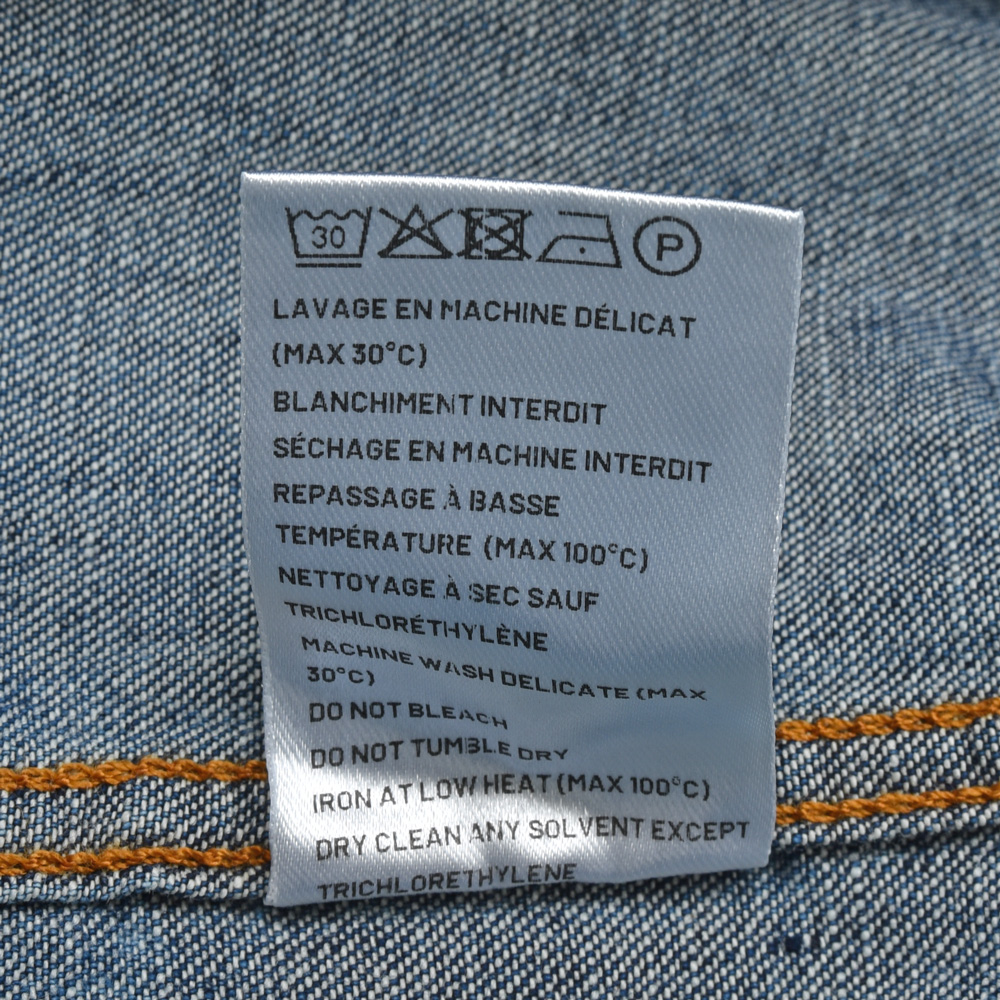 30 P
LAVAGE EN MACHINE DÉLICAT
(MAX 30°C)
BLANCHIMENT INTERDIT
SÉCHAGE EN MACHINE INTERDIT
REPASSAGE À BASSE
TEMPÉRATURE (MAX 100°C)
NETTOYAGE À SEC SAUF
TRICHLORÉTHYLÈNE
MACHINE WASH DELICATE (MAX
30°C)
DO NOT BLEACH
DO NOT TUMBLE DRY
IRON AT LOW HEAT (MAX 100°C)
DRY CLEAN ANY SOLVENT EXCEPT
TRICHLORETHYLENE